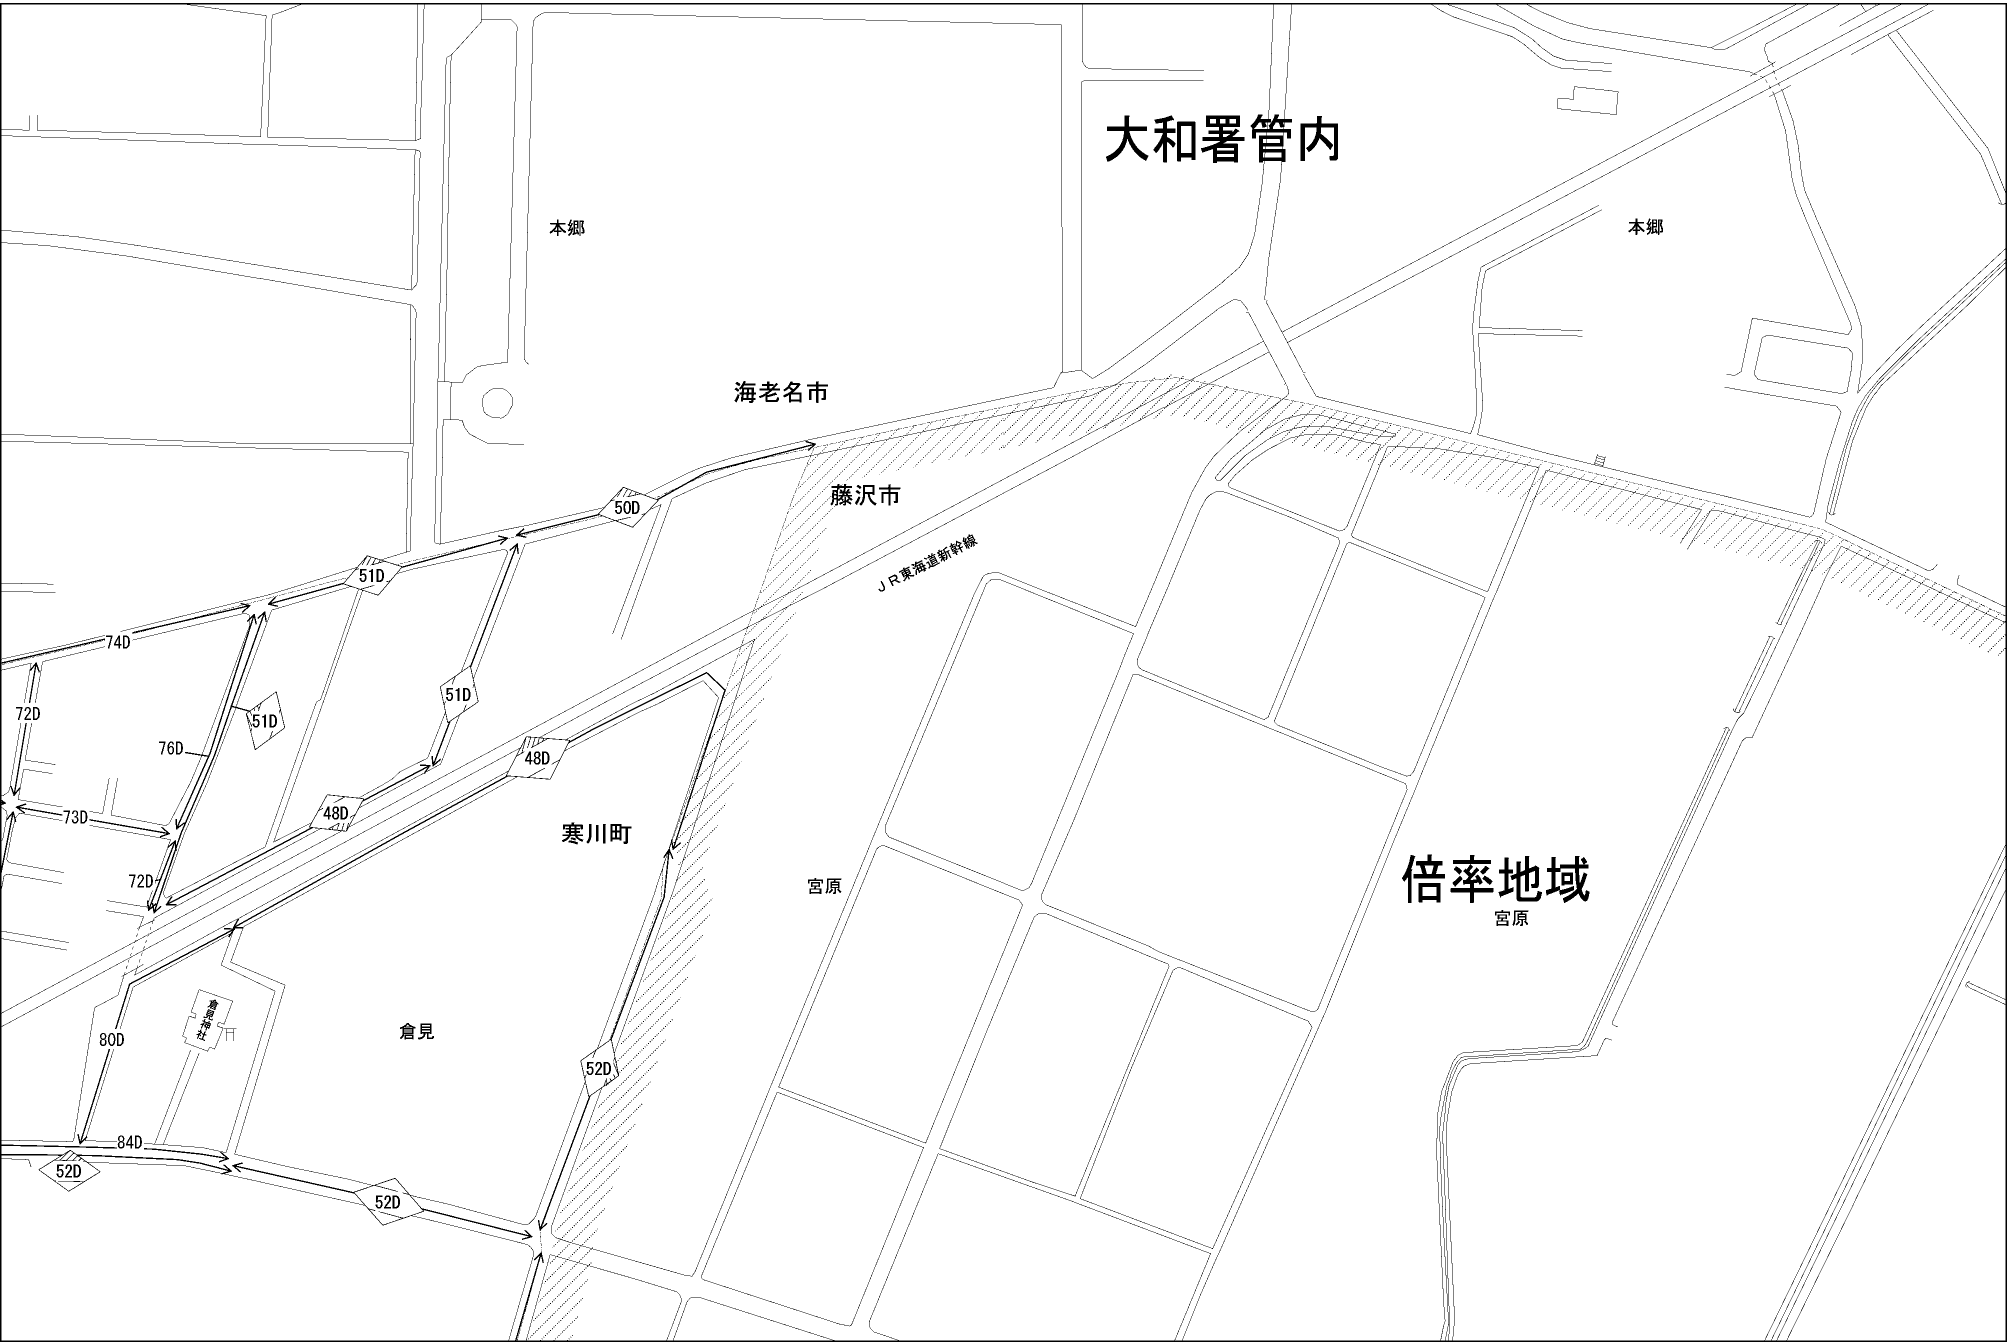 大和署管内
本郷
本郷
海老名市
藤沢市
50D
JR東海道新幹線
51D
74D
51D
72D
51D
76D
48D
48D
73D
寒川町
72D
宮原
倍率地域
宮原
倉見神社
倉見
80D
52D
84D
52D
52D